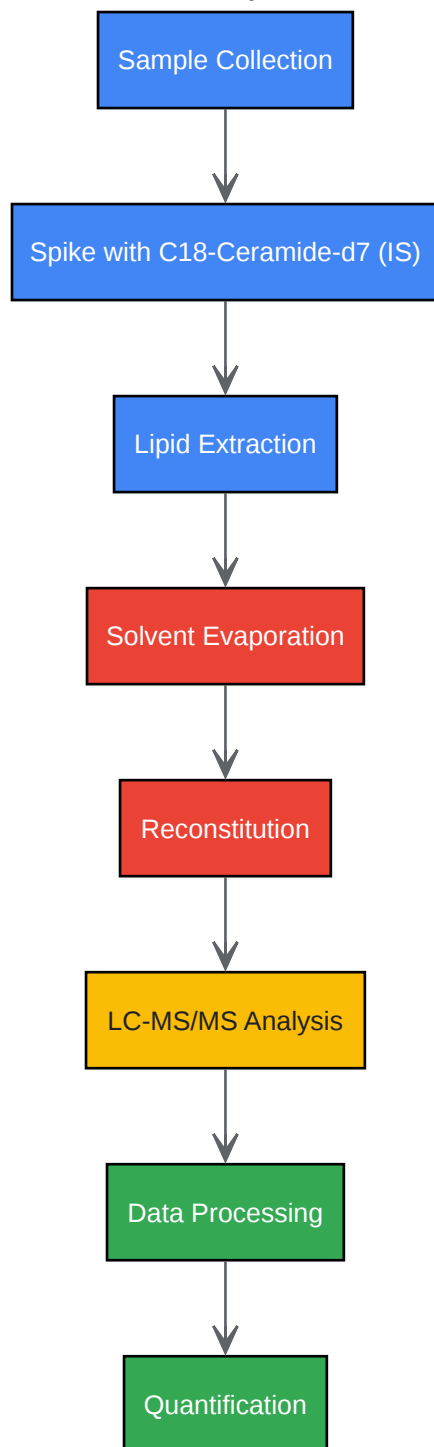 Sample Collection
Spike with C18-Ceramide-d7 (IS)
Lipid Extraction
Solvent Evaporation
Reconstitution
LC-MS/MS Analysis
Data Processing
Quantification